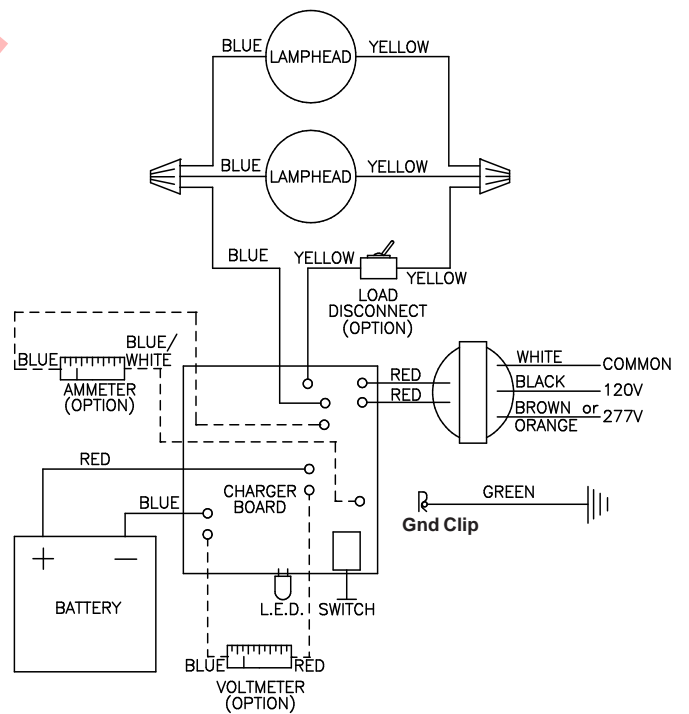 BLUE LAMPHEAD YELLOW
BLUE LAMPHEAD YELLOW
BLUE YELLOW YELLOW
LOAD
DISCONNECT
(OPTION)
BLUE BLUE/
WHITE
AMMETER
(OPTION)
RED
RED
WHITE COMMON
BLACK 120V
BROWN or 277V
ORANGE
RED
BLUE
CHARGER
BOARD
GREEN
Gnd Clip
+ −
BATTERY
L.E.D. SWITCH
BLUE RED
VOLTMETER
(OPTION)